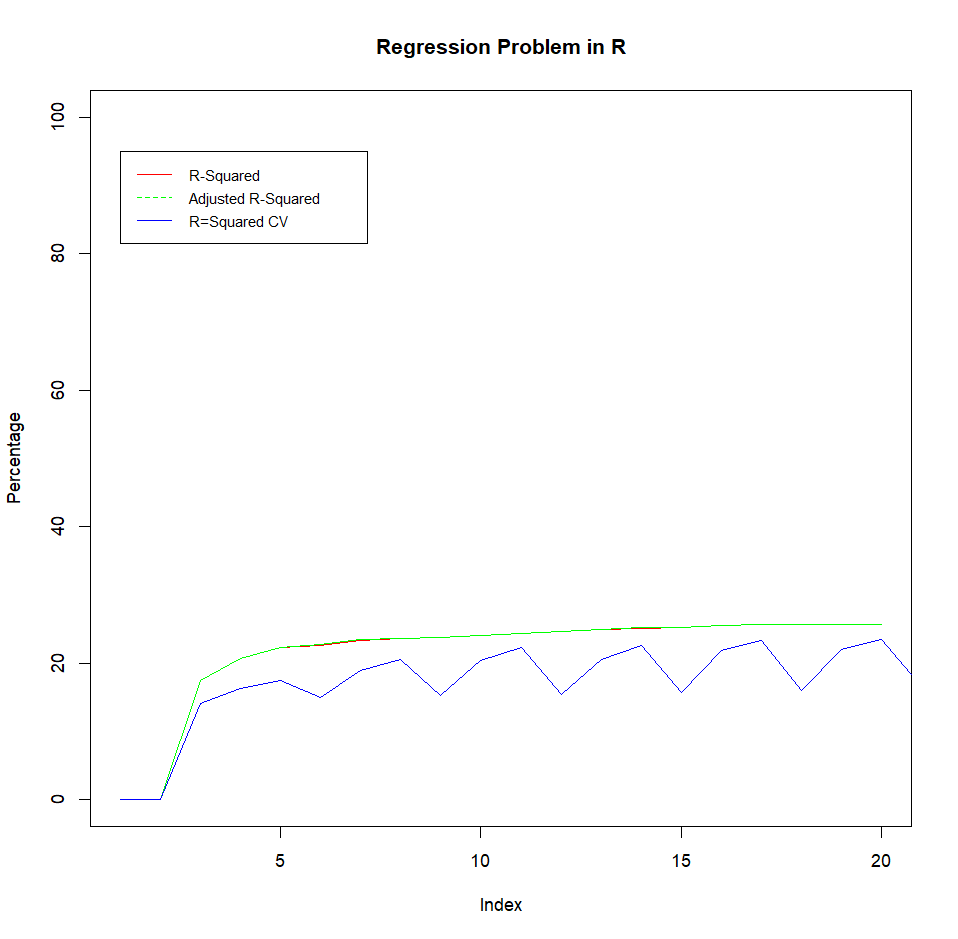 Regression Problem in R
100
80
60
40
20
0
Percentage
R-Squared
Adjusted R-Squared
R=Squared CV
5
10
15
20
Index